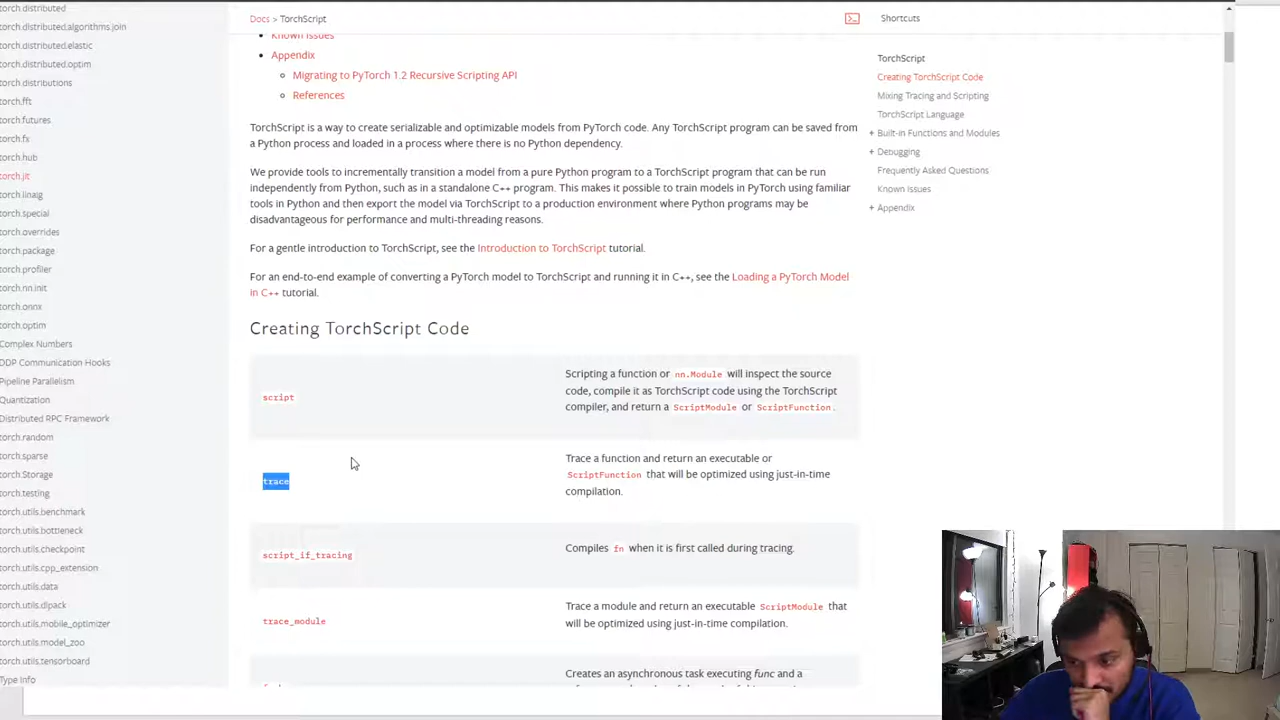 torch.distributed
torch.distributed.algorithms.join
torch.distributed.elastic
torch.distributed.optim
torch.distributions
torch.fft
torch.futures
torch.fx
torch.hub
torch.jit
torch.linalg
torch.special
torch.overrides
torch.package
torch.profiler
torch.nn.init
torch.onnx
torch.optim
Complex Numbers
DDP Communication Hooks
Pipeline Parallelism
Quantization
Distributed RPC Framework
torch.random
torch.sparse
torch.Storage
torch.testing
torch.utils.benchmark
torch.utils.bottleneck
torch.utils.checkpoint
torch.utils.cpp_extension
torch.utils.data
torch.utils.dlpack
torch.utils.mobile_optimizer
torch.utils.model_zoo
torch.utils.tensorboard
Type Info
Docs > TorchScript
Known Issues
Appendix
Migrating to PyTorch 1.2 Recursive Scripting API
References
TorchScript is a way to create serializable and optimizable models from PyTorch code. Any TorchScript program can be saved
from a Python process and loaded in a process where there is no Python dependency.
We provide tools to incrementally transition a model from a pure Python program to a TorchScript program that can be run
independently from Python, such as in a standalone C++ program. This makes it possible to train models in PyTorch using familiar
tools in Python and then export the model via TorchScript to a production environment where Python programs may be
disadvantageous for performance and multi-threading reasons.
For a gentle introduction to TorchScript, see the Introduction to TorchScript tutorial.
For an end-to-end example of converting a PyTorch model to TorchScript and running it in C++, see the Loading a PyTorch Model
in C++ tutorial.
Creating TorchScript Code
script
Scripting a function or nn.Module will inspect the source
code, compile it as TorchScript code using the TorchScript
compiler, and return a ScriptModule or ScriptFunction.
trace
Trace a function and return an executable or
ScriptFunction that will be optimized using just-in-time
compilation.
script_if_tracing
Compiles fn when it is first called during tracing.
trace_module
Trace a module and return an executable ScriptModule that
will be optimized using just-in-time compilation.
Creates an asynchronous task executing func and a
Shortcuts
TorchScript
Creating TorchScript Code
Mixing Tracing and Scripting
TorchScript Language
+ Built-in Functions and Modules
+ Debugging
Frequently Asked Questions
Known Issues
+ Appendix